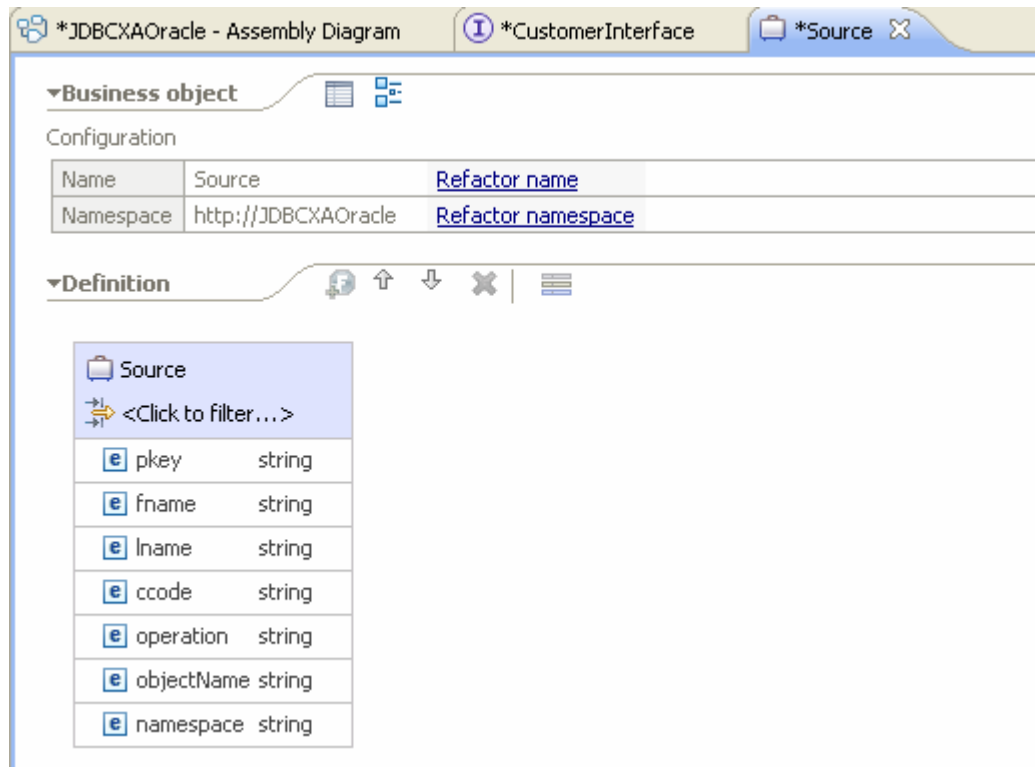 *JDBCXAOracle - Assembly Diagram *CustomerInterface *Source
Business object
Configuration
Name Source Refactor name
Namespace http://JDBCXAOracle Refactor namespace
Definition
Source
<Click to filter...>
e pkey string
e fname string
e lname string
e ccode string
e operation string
e objectName string
e namespace string